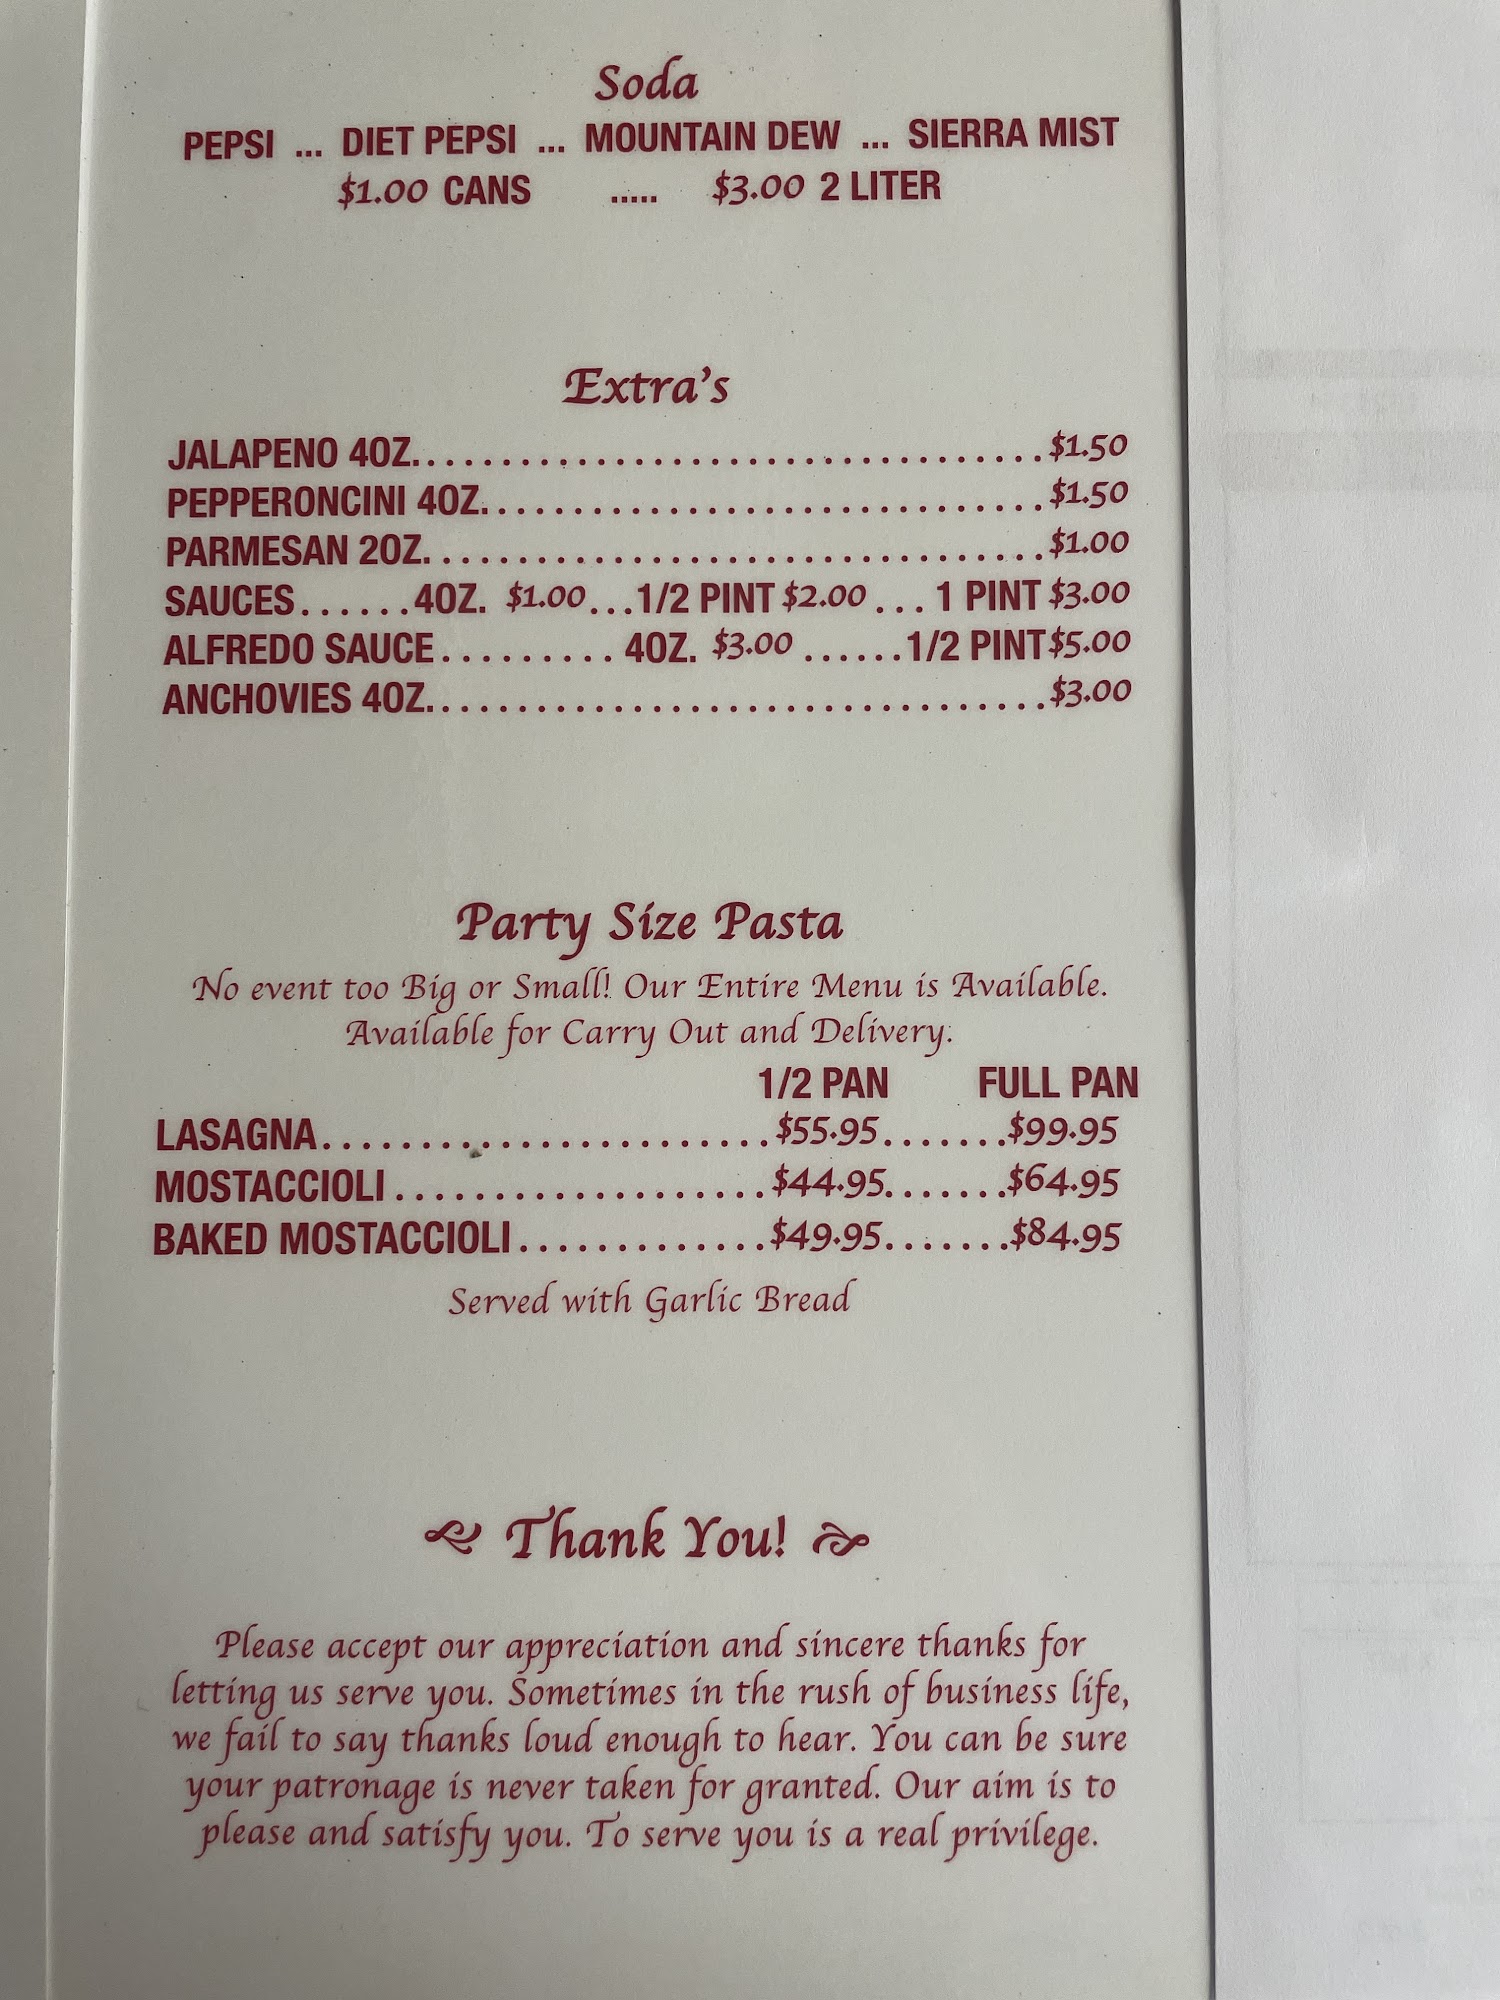 Soda
PEPSI ... DIET PEPSI ... MOUNTAIN DEW ... SIERRA MIST
$1.00 CANS ..... $3.00 2 LITER
Extra's
JALAPENO 4OZ. $1.50
PEPPERONCINI 4OZ. $1.50
PARMESAN 2OZ. $1.00
SAUCES......4OZ. $1.00...1/2 PINT $2.00 ... 1 PINT $3.00
ALFREDO SAUCE.......... 4OZ. $3.00 ......1/2 PINT $5.00
ANCHOVIES 4OZ. $3.00
Party Size Pasta
No event too Big or Small! Our Entire Menu is Available.
Available for Carry Out and Delivery.
1/2 PAN FULL PAN
LASAGNA........................$55.95.......$99.95
MOSTACCIOLI....................$44.95.......$64.95
BAKED MOSTACCIOLI.............$49.95.......$84.95
Served with Garlic Bread
Thank You!
Please accept our appreciation and sincere thanks for
letting us serve you. Sometimes in the rush of business life,
we fail to say thanks loud enough to hear. You can be sure
your patronage is never taken for granted. Our aim is to
please and satisfy you. To serve you is a real privilege.